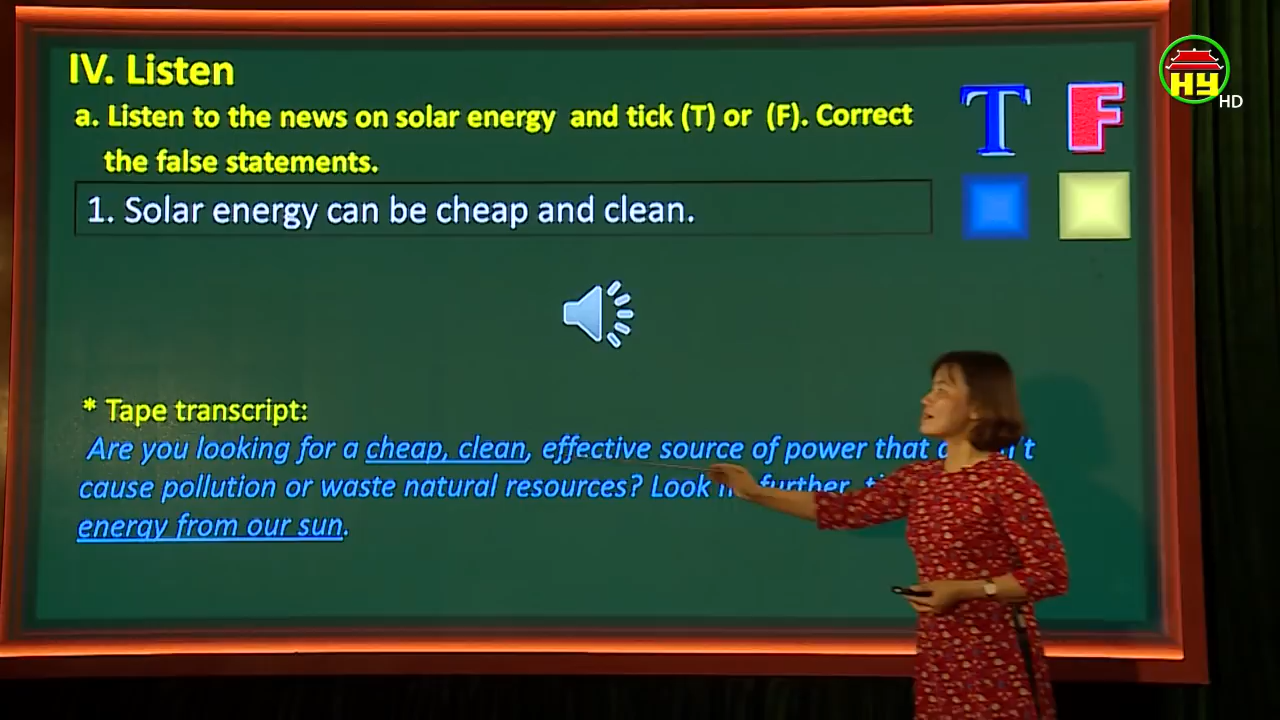 IV. Listen
a. Listen to the news on solar energy and tick (T) or (F). Correct
the false statements.
T F
1. Solar energy can be cheap and clean.
* Tape transcript:
Are you looking for a cheap, clean, effective source of power that
cause pollution or waste natural resources? Look further,
energy from our sun.
HY
HD